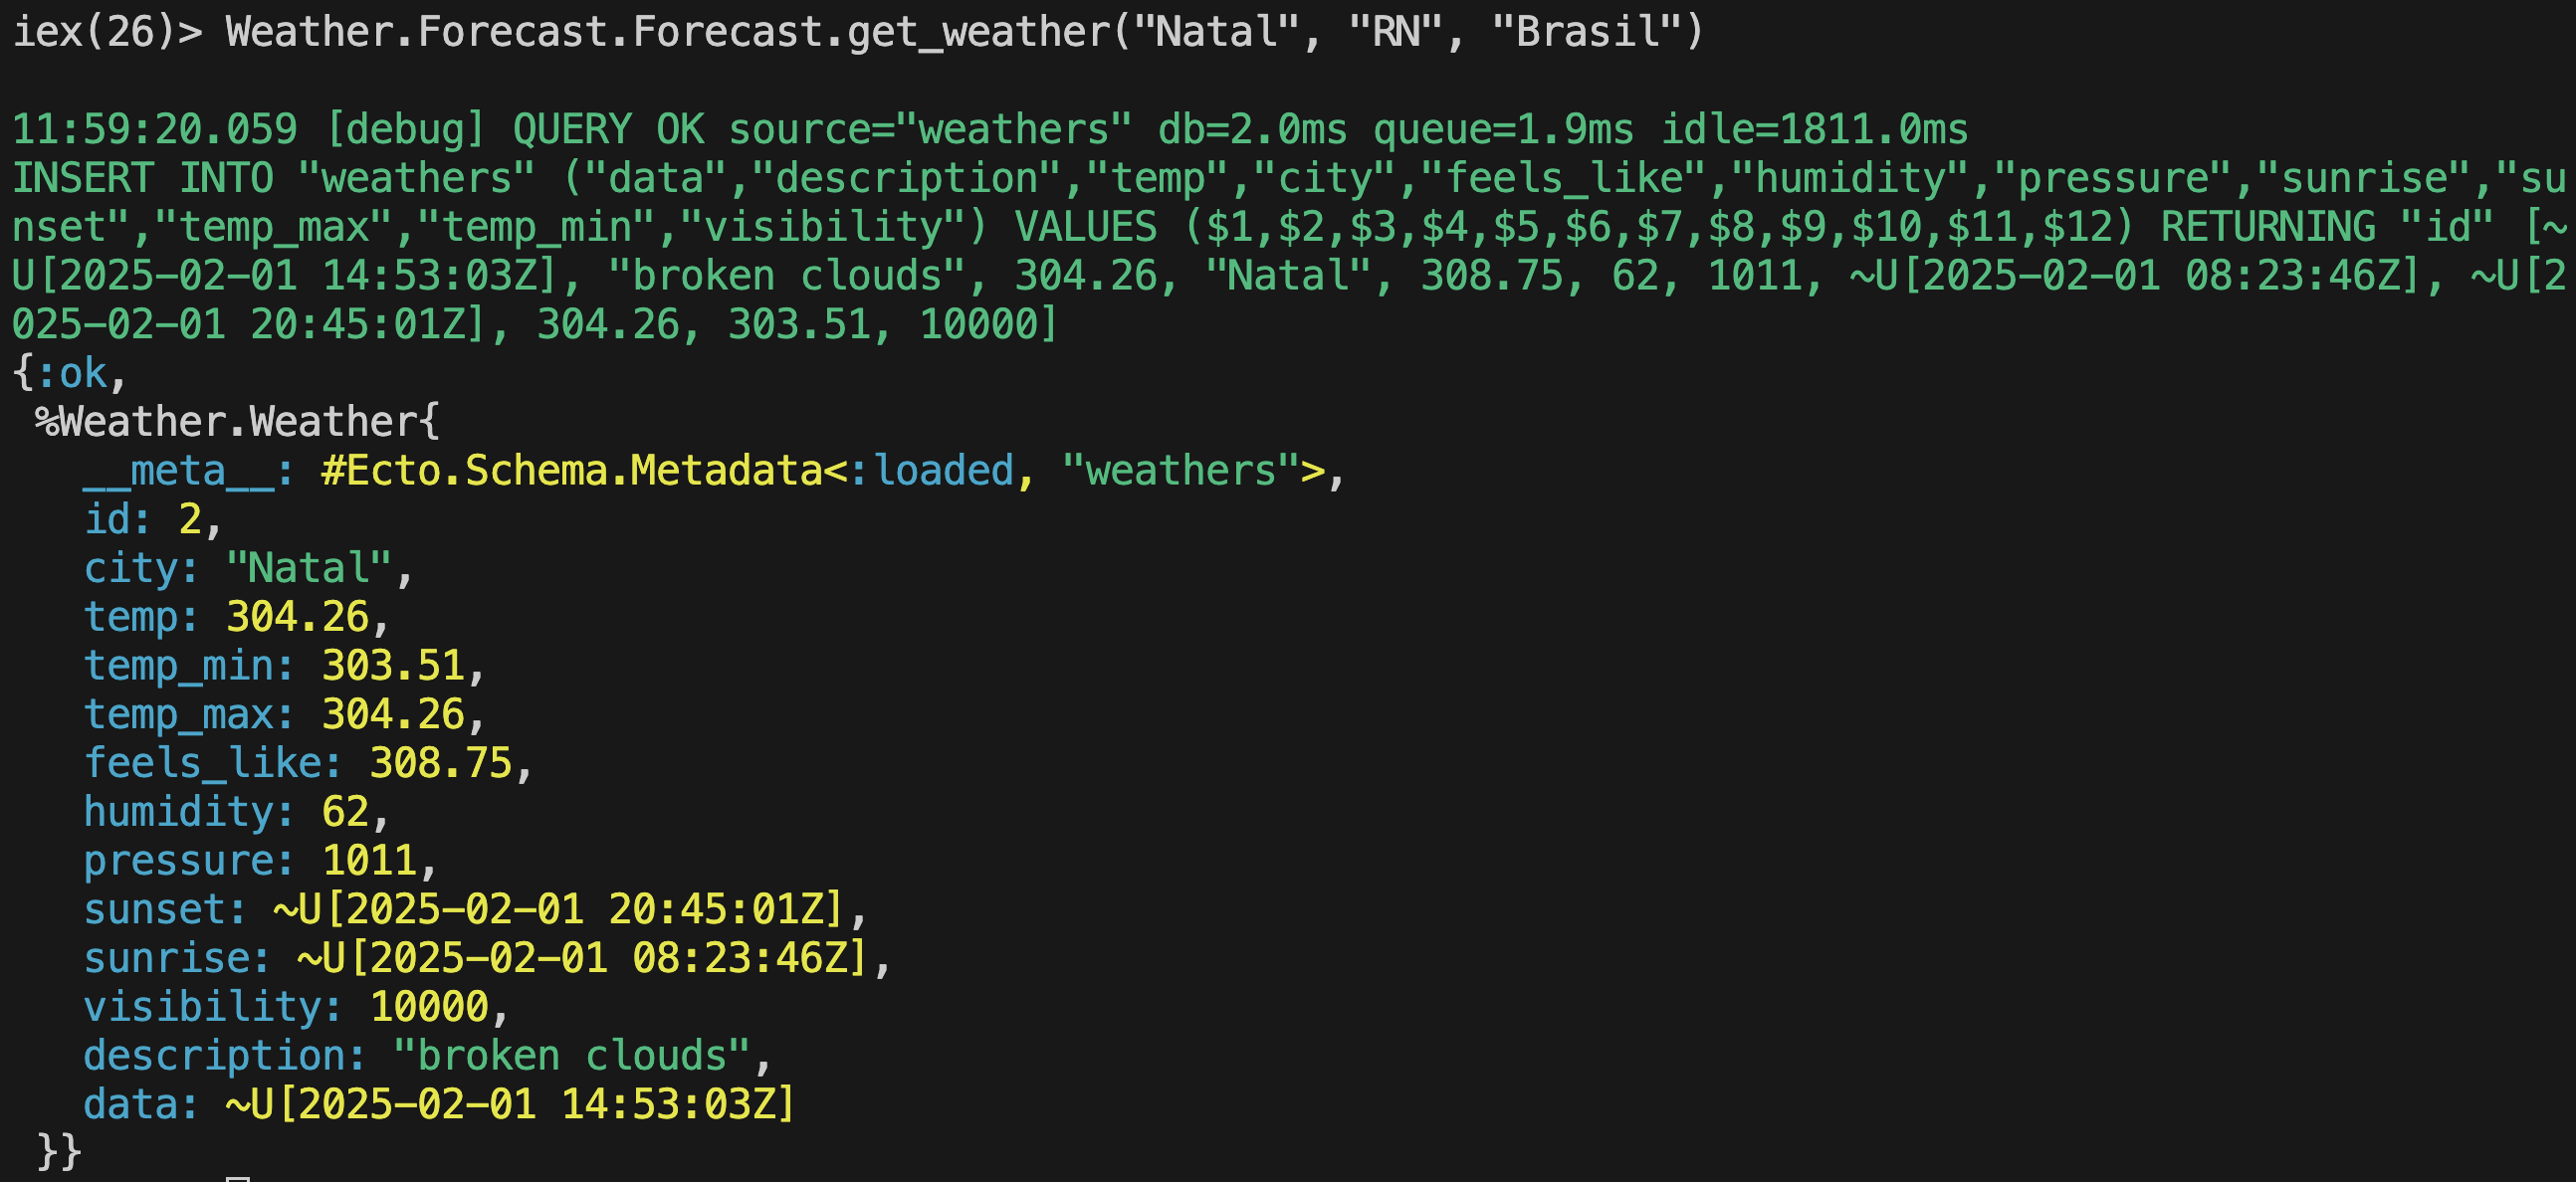 iex(26)> Weather.Forecast.Forecast.get_weather("Natal", "RN", "Brasil")
11:59:20.059 [debug] QUERY OK source="weathers" db=2.0ms queue=1.9ms idle=1811.0ms
INSERT INTO "weathers" ("data","description","temp","city","feels_like","humidity","pressure","sunrise","su
nset","temp_max","temp_min","visibility") VALUES ($1,$2,$3,$4,$5,$6,$7,$8,$9,$10,$11,$12) RETURNING "id" [~
U[2025-02-01 14:53:03Z], "broken clouds", 304.26, "Natal", 308.75, 62, 1011, ~U[2025-02-01 08:23:46Z], ~U[2
025-02-01 20:45:01Z], 304.26, 303.51, 10000]
{:ok,
 %Weather.Weather{
   __meta__: #Ecto.Schema.Metadata<:loaded, "weathers">,
   id: 2,
   city: "Natal",
   temp: 304.26,
   temp_min: 303.51,
   temp_max: 304.26,
   feels_like: 308.75,
   humidity: 62,
   pressure: 1011,
   sunset: ~U[2025-02-01 20:45:01Z],
   sunrise: ~U[2025-02-01 08:23:46Z],
   visibility: 10000,
   description: "broken clouds",
   data: ~U[2025-02-01 14:53:03Z]
 }}